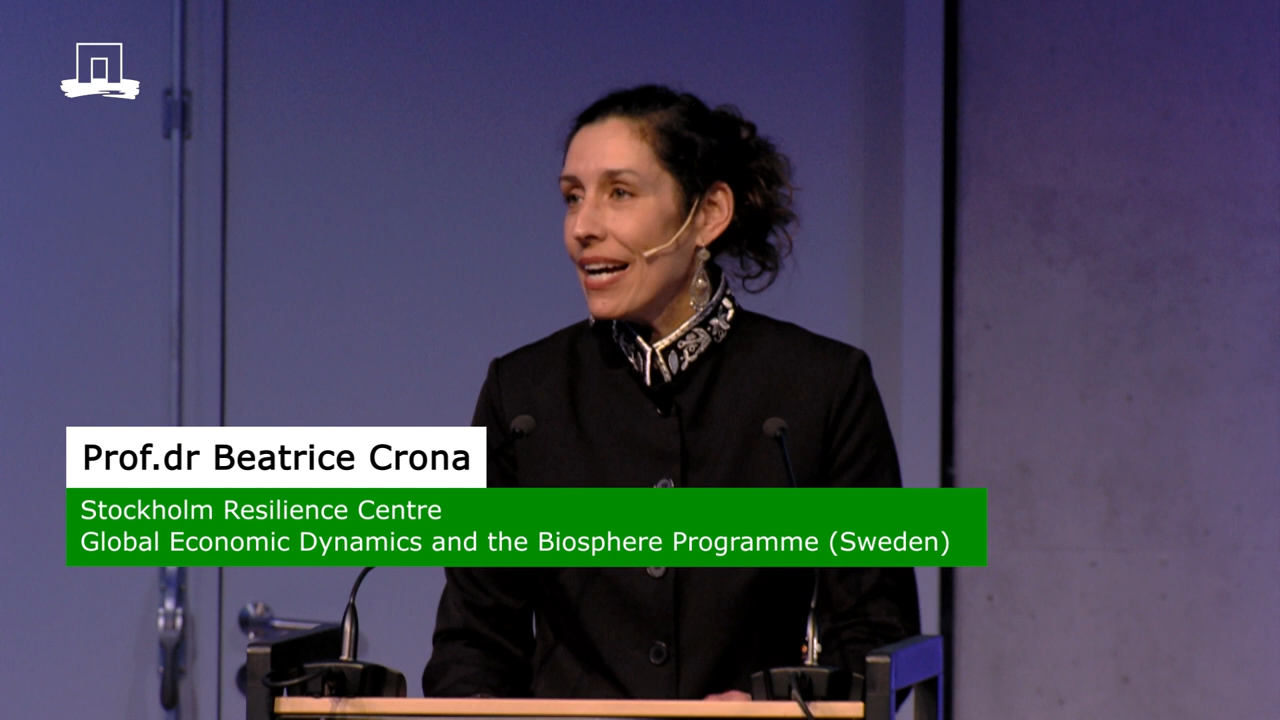 Prof.dr Beatrice Crona
Stockholm Resilience Centre
Global Economic Dynamics and the Biosphere Programme (Sweden)